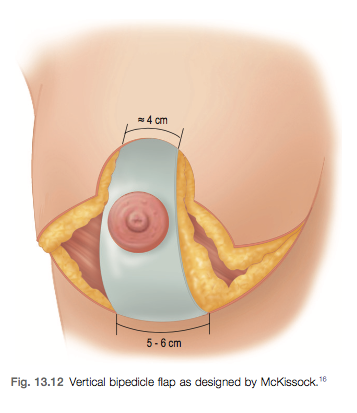 ≈ 4 cm
5 - 6 cm
Fig. 13.12 Vertical bipedicle flap as designed by McKissock.16